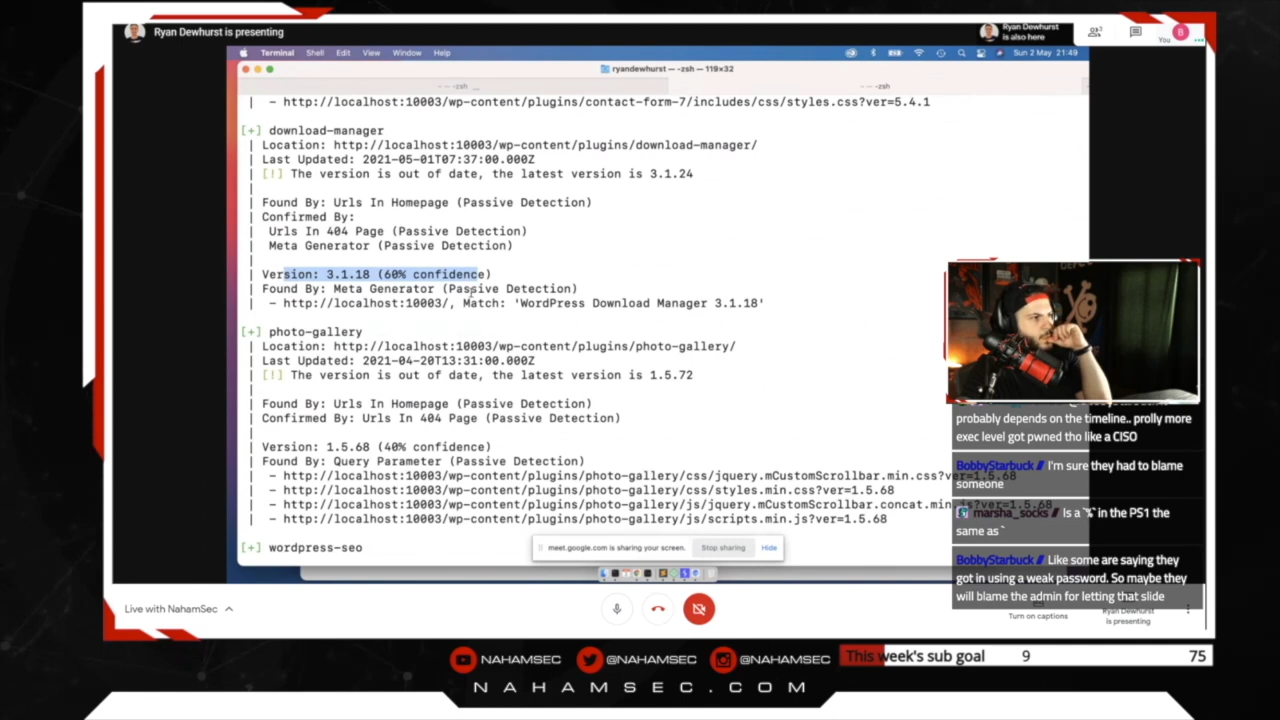 Ryan Dewhurst is presenting
Ryan Dewhurst
is also here
You
B
Terminal Shell Edit View Window Help
Sun 2 May 21:49
ryandewhurst — -zsh — 119×32
-zsh
-zsh
| - http://localhost:10003/wp-content/plugins/contact-form-7/includes/css/styles.css?ver=5.4.1
[+] download-manager
| Location: http://localhost:10003/wp-content/plugins/download-manager/
| Last Updated: 2021-05-01T07:37:00.000Z
| [!] The version is out of date, the latest version is 3.1.24
|
| Found By: Urls In Homepage (Passive Detection)
| Confirmed By:
| Urls In 404 Page (Passive Detection)
| Meta Generator (Passive Detection)
|
| Version: 3.1.18 (60% confidence)
| Found By: Meta Generator (Passive Detection)
| - http://localhost:10003/, Match: 'WordPress Download Manager 3.1.18'
[+] photo-gallery
| Location: http://localhost:10003/wp-content/plugins/photo-gallery/
| Last Updated: 2021-04-20T13:31:00.000Z
| [!] The version is out of date, the latest version is 1.5.72
|
| Found By: Urls In Homepage (Passive Detection)
| Confirmed By: Urls In 404 Page (Passive Detection)
|
| Version: 1.5.68 (40% confidence)
| Found By: Query Parameter (Passive Detection)
| - http://localhost:10003/wp-content/plugins/photo-gallery/css/jquery.mCustomScrollbar.min.css?ver=1.5.68
| - http://localhost:10003/wp-content/plugins/photo-gallery/css/styles.min.css?ver=1.5.68
| - http://localhost:10003/wp-content/plugins/photo-gallery/js/jquery.mCustomScrollbar.concat.min.js?ver=1.5.68
| - http://localhost:10003/wp-content/plugins/photo-gallery/js/scripts.min.js?ver=1.5.68
[+] wordpress-seo
meet.google.com is sharing your screen. Stop sharing Hide
probably depends on the timeline.. prolly more
exec level got pwned tho like a CISO
BobbyStarbuck // I'm sure they had to blame
someone
marsha_socks // Is a `%` in the PS1 the
same as `
BobbyStarbuck // Like some are saying they
got in using a weak password. So maybe they
will blame the admin for letting that slide
Live with NahamSec
Turn on captions
Ryan Dewhurst
is presenting
NAHAMSEC @NAHAMSEC @NAHAMSEC
This week's sub goal 9 75
NAHAMSEC.COM